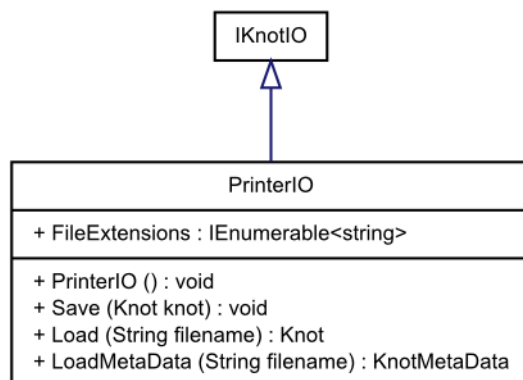 IKnotIO
PrinterIO
+ FileExtensions : IEnumerable<string>
+ PrinterIO () : void
+ Save (Knot knot) : void
+ Load (String filename) : Knot
+ LoadMetaData (String filename) : KnotMetaData